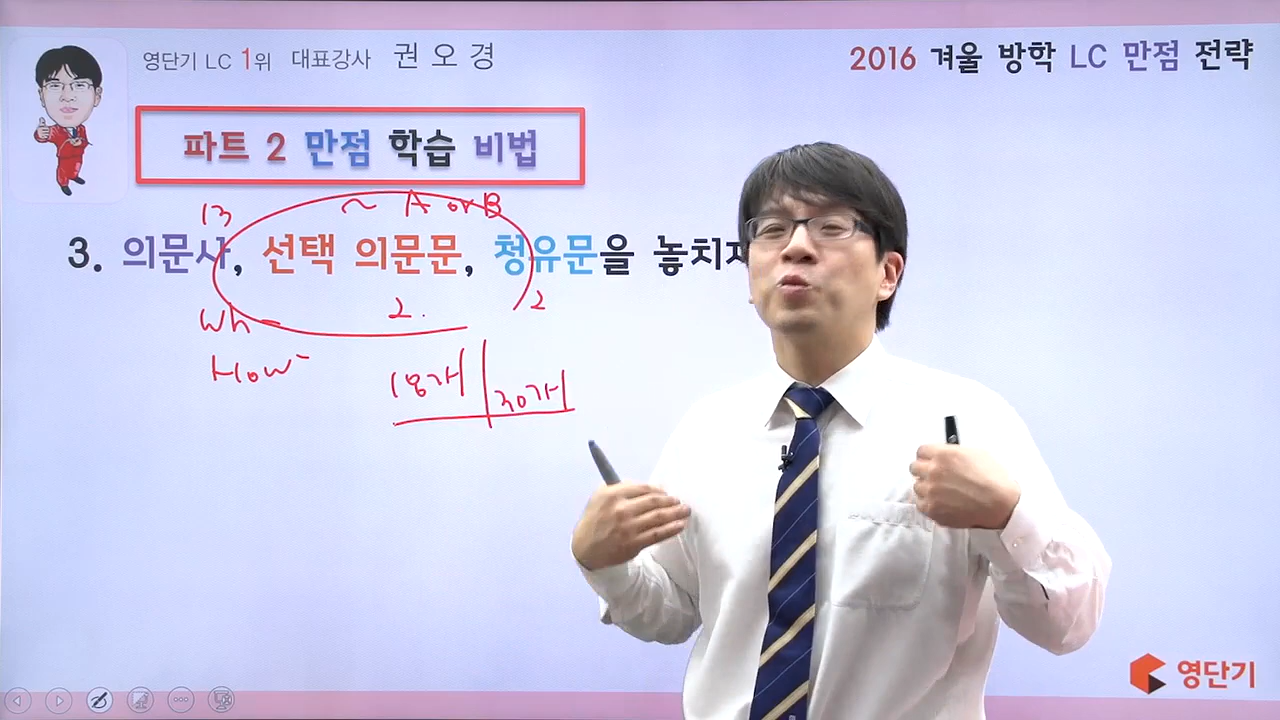 영단기 LC 1위 대표강사 권 오 경
2016 겨울 방학 LC 만점 전략
파트 2 만점 학습 비법
13 ~ A or B
3. 의문사, 선택 의문문, 청유문을 놓치
Wh- 2. 2
How
18개 30개
영단기